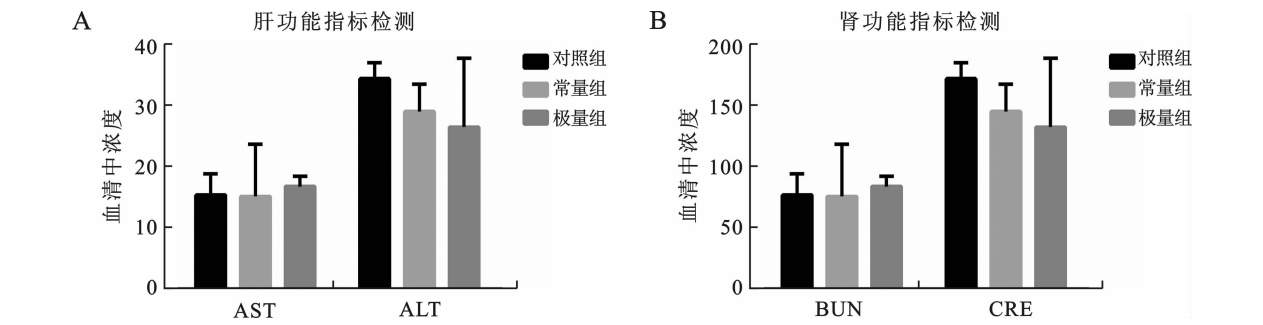 A
肝功能指标检测
血清中浓度
40
30
20
10
0
AST
ALT
对照组
常量组
极量组
B
肾功能指标检测
血清中浓度
200
150
100
50
0
BUN
CRE
对照组
常量组
极量组